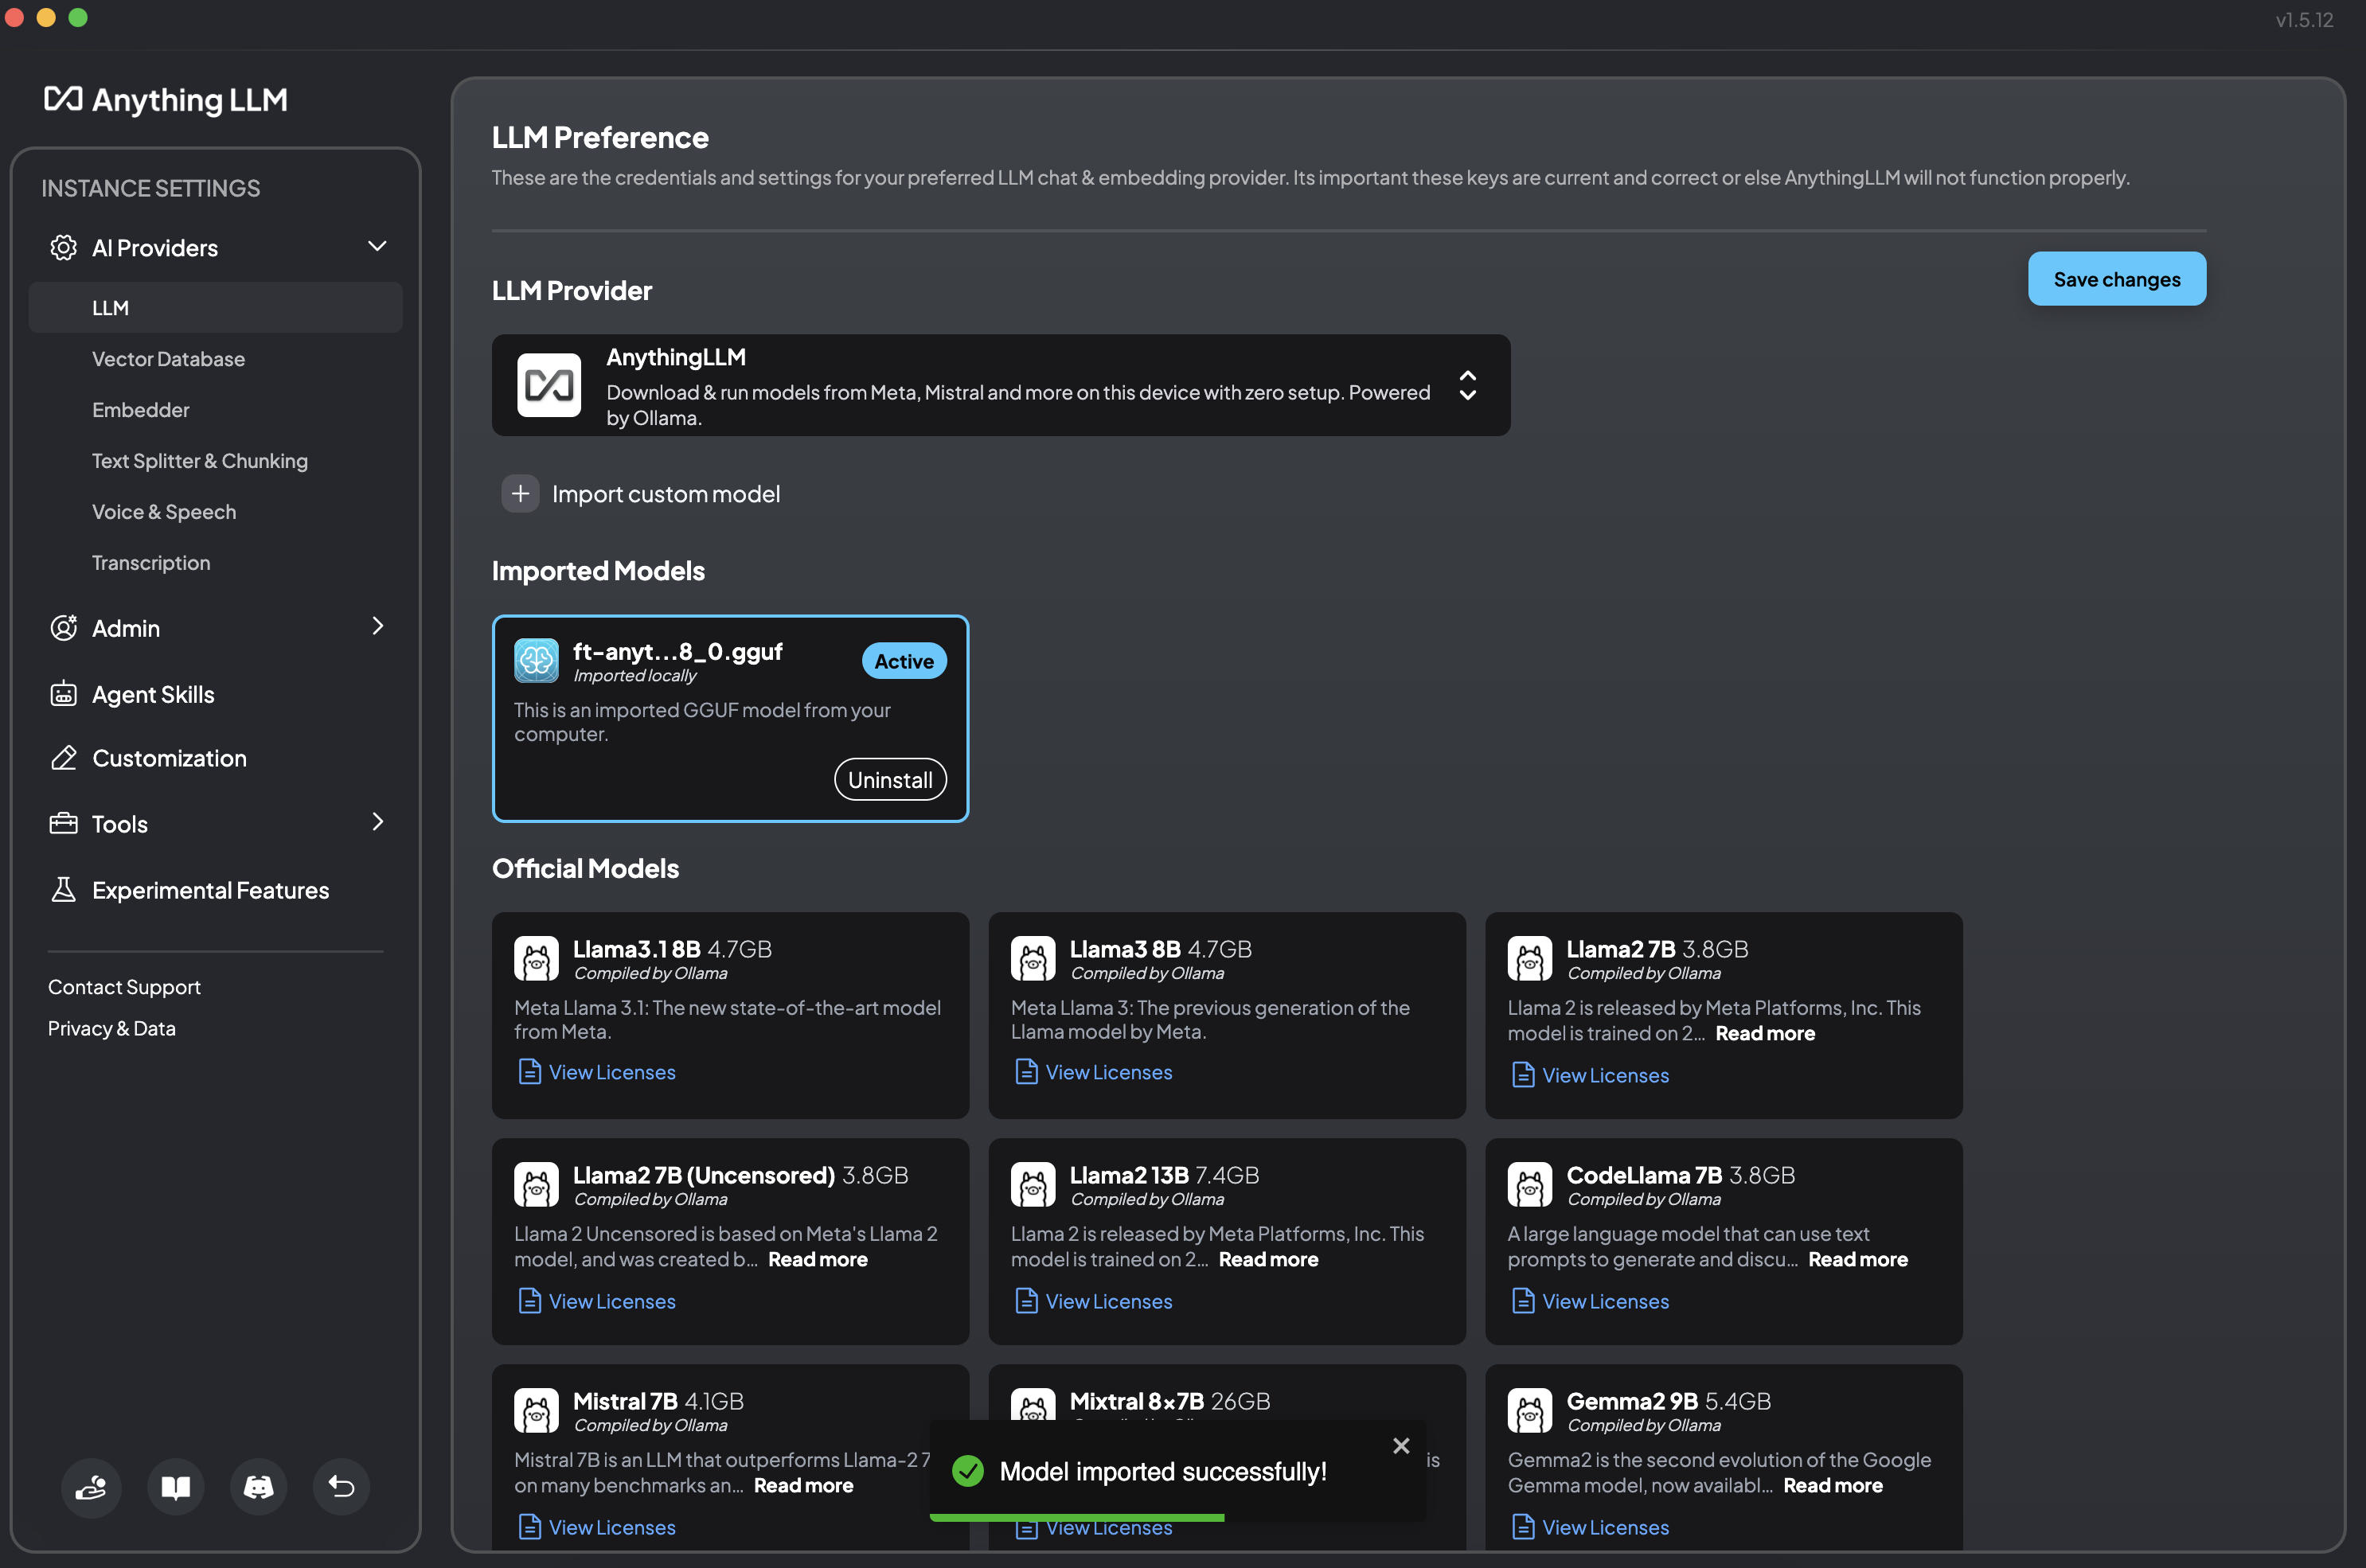 v1.5.12
Anything LLM
INSTANCE SETTINGS
AI Providers
LLM
Vector Database
Embedder
Text Splitter & Chunking
Voice & Speech
Transcription
Admin
Agent Skills
Customization
Tools
Experimental Features
Contact Support
Privacy & Data
LLM Preference
These are the credentials and settings for your preferred LLM chat & embedding provider. Its important these keys are current and correct or else AnythingLLM will not function properly.
Save changes
LLM Provider
AnythingLLM
Download & run models from Meta, Mistral and more on this device with zero setup. Powered
by Ollama.
Import custom model
Imported Models
ft-anyt...8_0.gguf
Active
Imported locally
This is an imported GGUF model from your
computer.
Uninstall
Official Models
Llama3.1 8B 4.7GB
Compiled by Ollama
Meta Llama 3.1: The new state-of-the-art model
from Meta.
View Licenses
Llama3 8B 4.7GB
Compiled by Ollama
Meta Llama 3: The previous generation of the
Llama model by Meta.
View Licenses
Llama2 7B 3.8GB
Compiled by Ollama
Llama 2 is released by Meta Platforms, Inc. This
model is trained on 2... Read more
View Licenses
Llama2 7B (Uncensored) 3.8GB
Compiled by Ollama
Llama 2 Uncensored is based on Meta's Llama 2
model, and was created b... Read more
View Licenses
Llama2 13B 7.4GB
Compiled by Ollama
Llama 2 is released by Meta Platforms, Inc. This
model is trained on 2... Read more
View Licenses
CodeLlama 7B 3.8GB
Compiled by Ollama
A large language model that can use text
prompts to generate and discu... Read more
View Licenses
Mistral 7B 4.1GB
Compiled by Ollama
Mistral 7B is an LLM that outperforms Llama-2 7
on many benchmarks an... Read more
View Licenses
Mixtral 8x7B 26GB
is
View Licenses
Gemma2 9B 5.4GB
Compiled by Ollama
Gemma2 is the second evolution of the Google
Gemma model, now availabl... Read more
View Licenses
Model imported successfully!